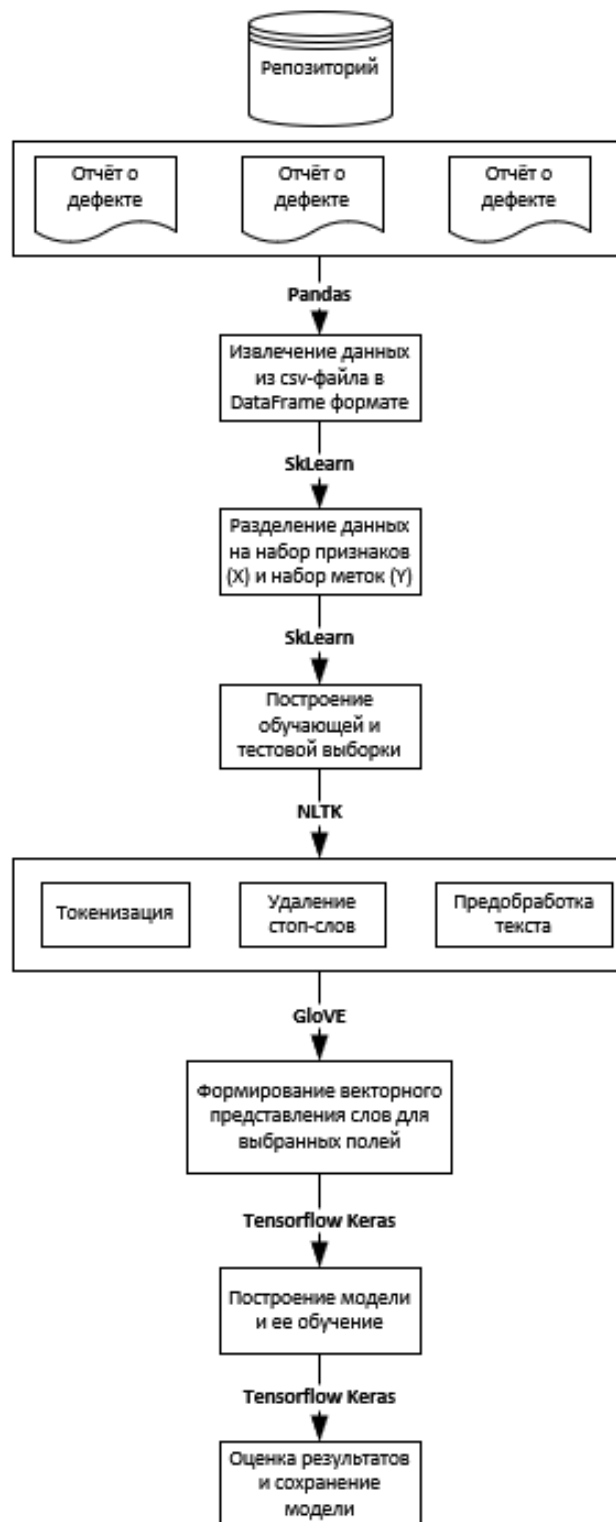 Репозиторий
Отчёт о
дефекте
Отчёт о
дефекте
Отчёт о
дефекте
Pandas
Извлечение данных
из csv-файла в
DataFrame формате
SkLearn
Разделение данных
на набор признаков
(X) и набор меток (Y)
SkLearn
Построение
обучающей и
тестовой выборки
NLTK
Токенизация
Удаление
стоп-слов
Предобработка
текста
GloVE
Формирование векторного
представления слов для
выбранных полей
Tensorflow Keras
Построение модели
и ее обучение
Tensorflow Keras
Оценка результатов
и сохранение
модели